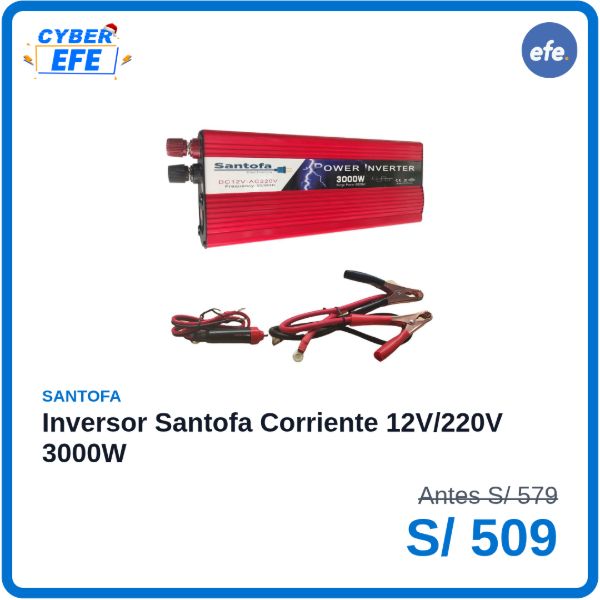 CYBER
EFE
efe.
Santofa
POWER INVERTER
DC12V-AC220V
3000W
SANTOFA
Inversor Santofa Corriente 12V/220V
3000W
Antes S/ 579
S/ 509